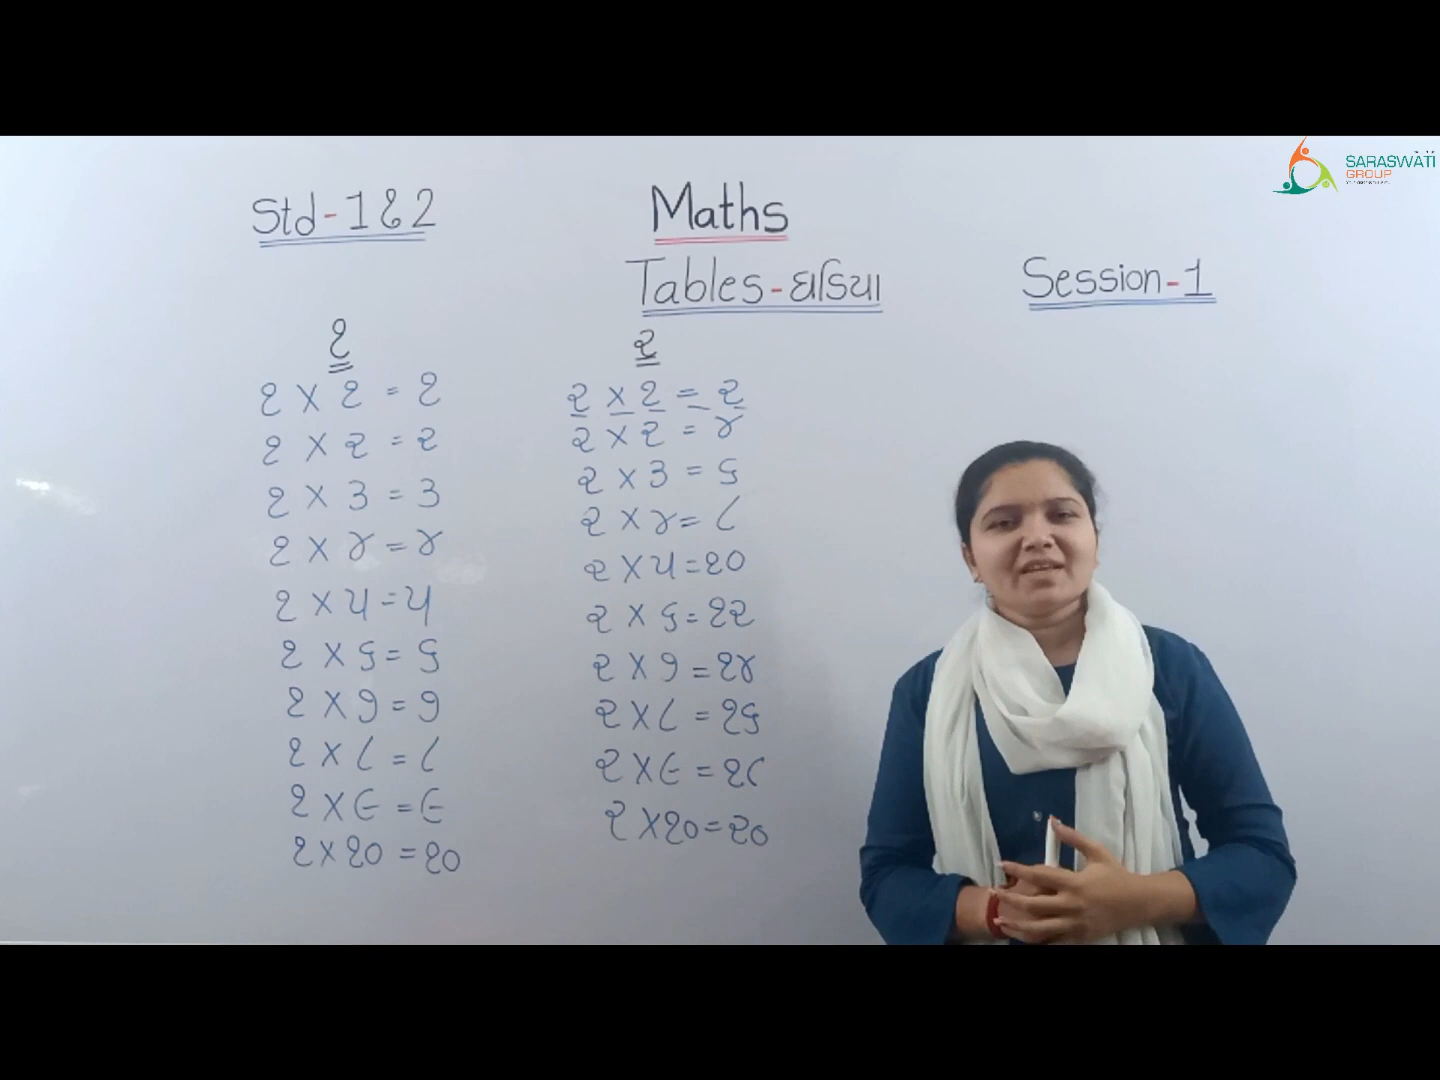 SARASWATI
GROUP
Std-1&2
Maths
Tables-ઘડિયા
Session-1
૧
૧ × ૧ = ૧
૧ × ૨ = ૨
૧ × ૩ = ૩
૧ × ૪ = ૪
૧ × ૫ = ૫
૧ × ૬ = ૬
૧ × ૭ = ૭
૧ × ૮ = ૮
૧ × ૯ = ૯
૧ × ૧૦ = ૧૦
૨
૨ × ૧ = ૨
૨ × ૨ = ૪
૨ × ૩ = ૬
૨ × ૪ = ૮
૨ × ૫ = ૧૦
૨ × ૬ = ૧૨
૨ × ૭ = ૧૪
૨ × ૮ = ૧૬
૨ × ૯ = ૧૮
૨ × ૧૦ = ૨૦